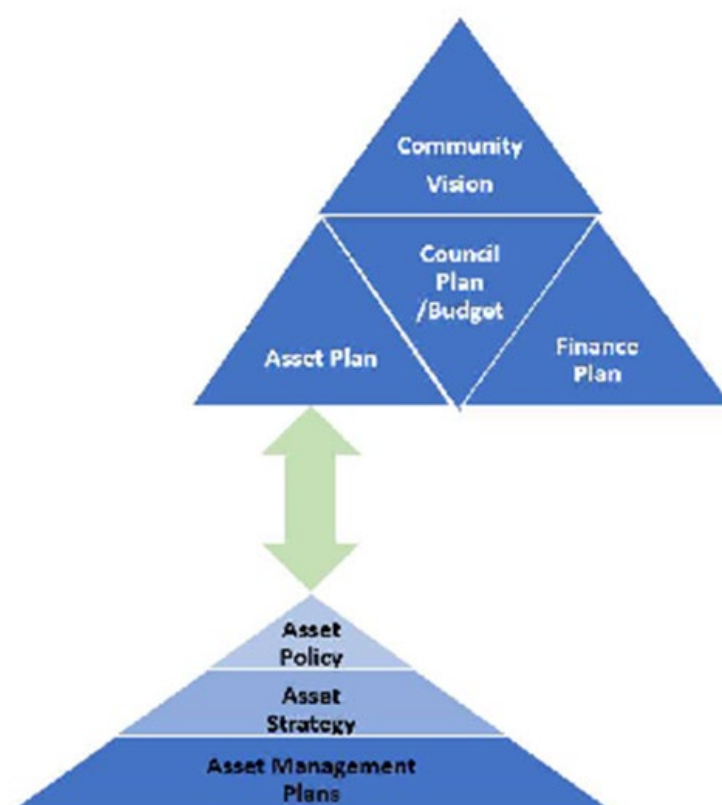 Community
Vision
Council
Plan
/Budget
Asset Plan
Finance
Plan
Asset
Policy
Asset
Strategy
Asset Management
Plans